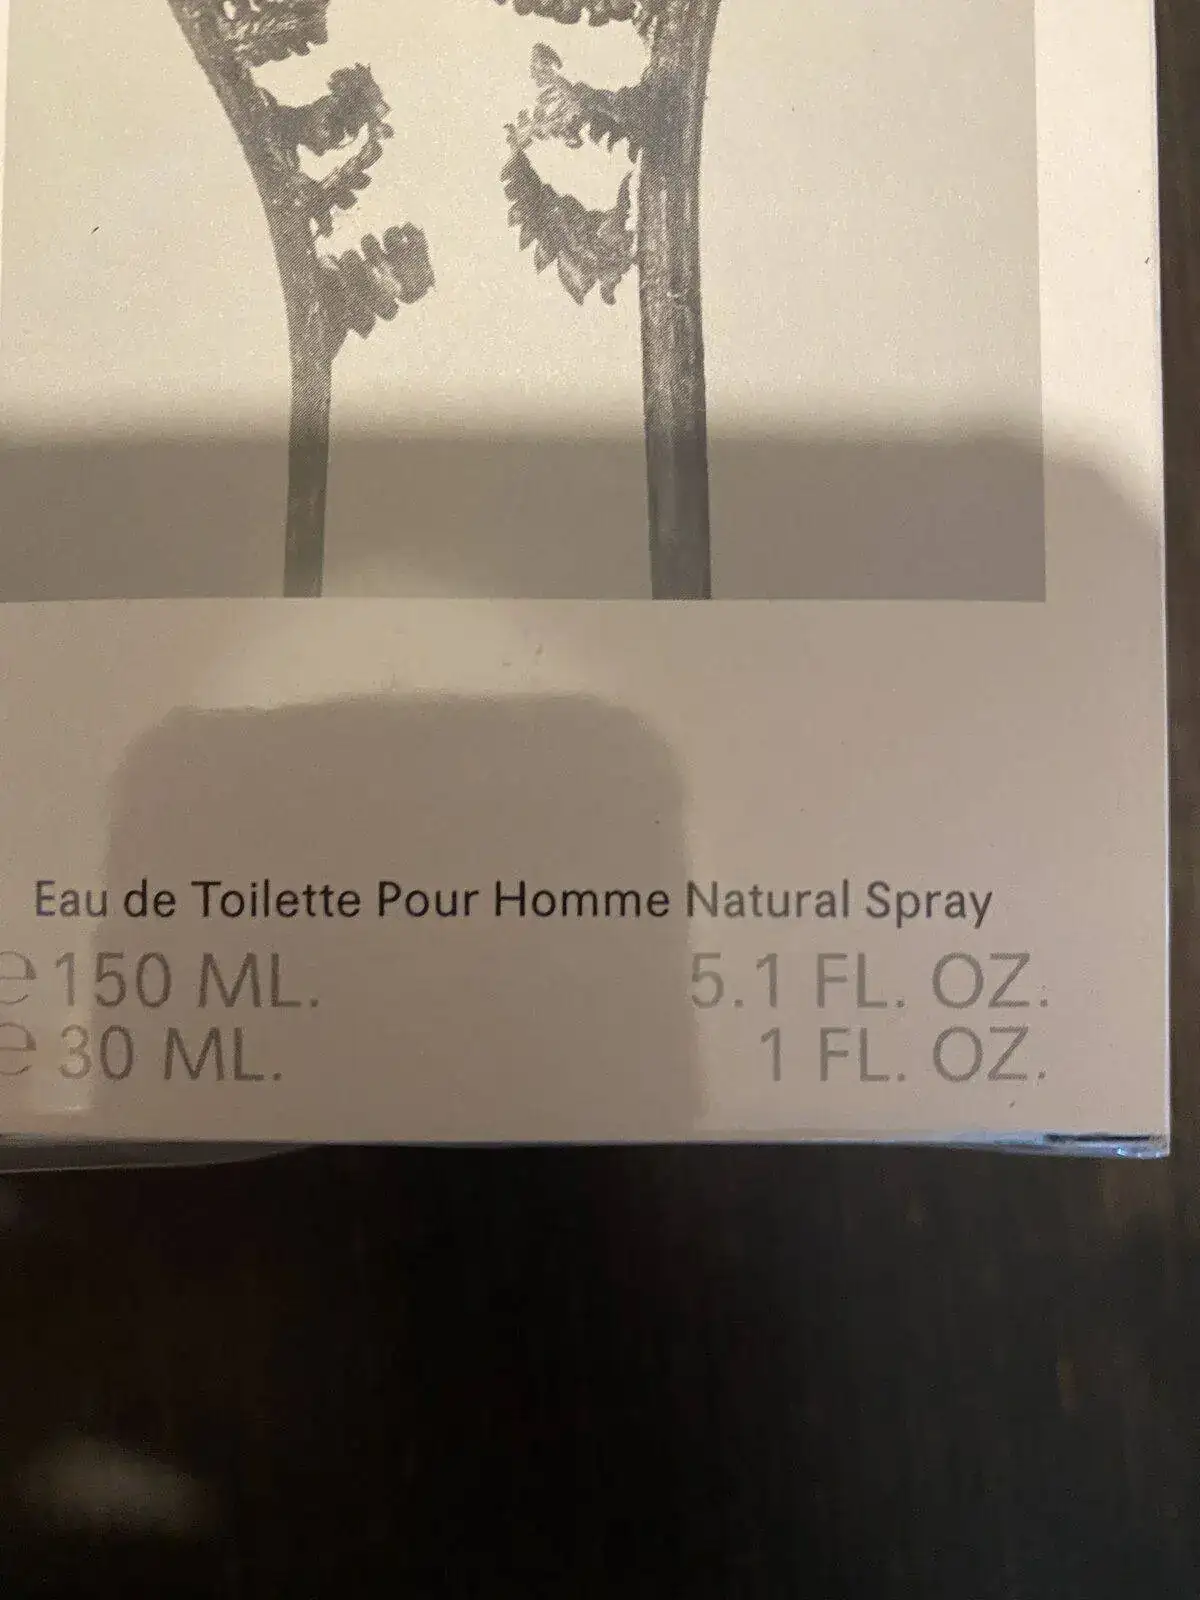 Eau de Toilette Pour Homme Natural Spray
℮ 150 ML. 5.1 FL. OZ.
℮ 30 ML. 1 FL. OZ.